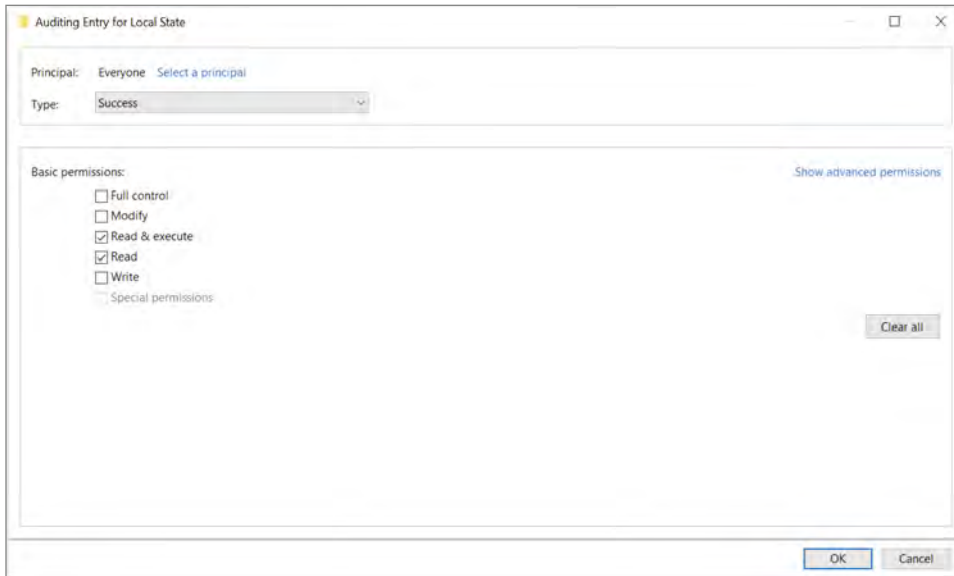 Auditing Entry for Local State
Principal: Everyone Select a principal
Type: Success
Basic permissions: Show advanced permissions
Full control
Modify
Read & execute
Read
Write
Special permissions
Clear all
OK Cancel